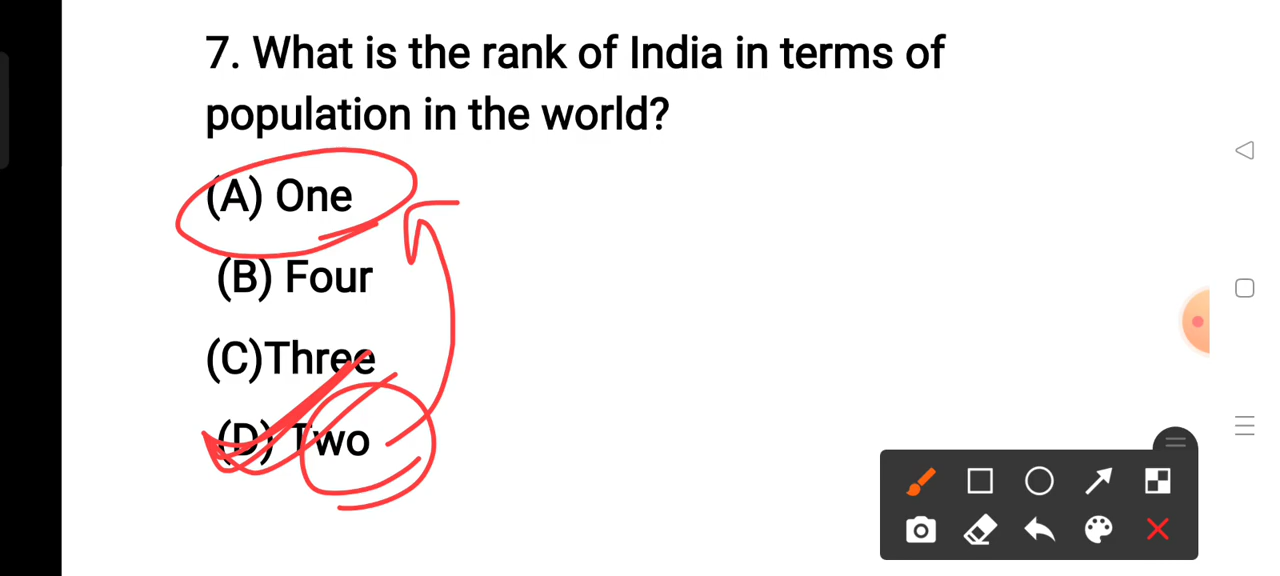 7. What is the rank of India in terms of
population in the world?
(A) One
(B) Four
(C)Three
(D) Two